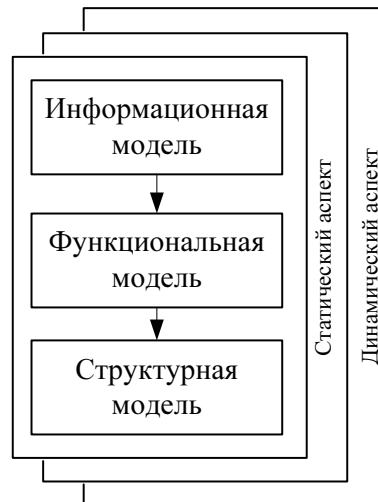 Информационная
модель
Функциональная
модель
Структурная
модель
Статический аспект
Динамический аспект